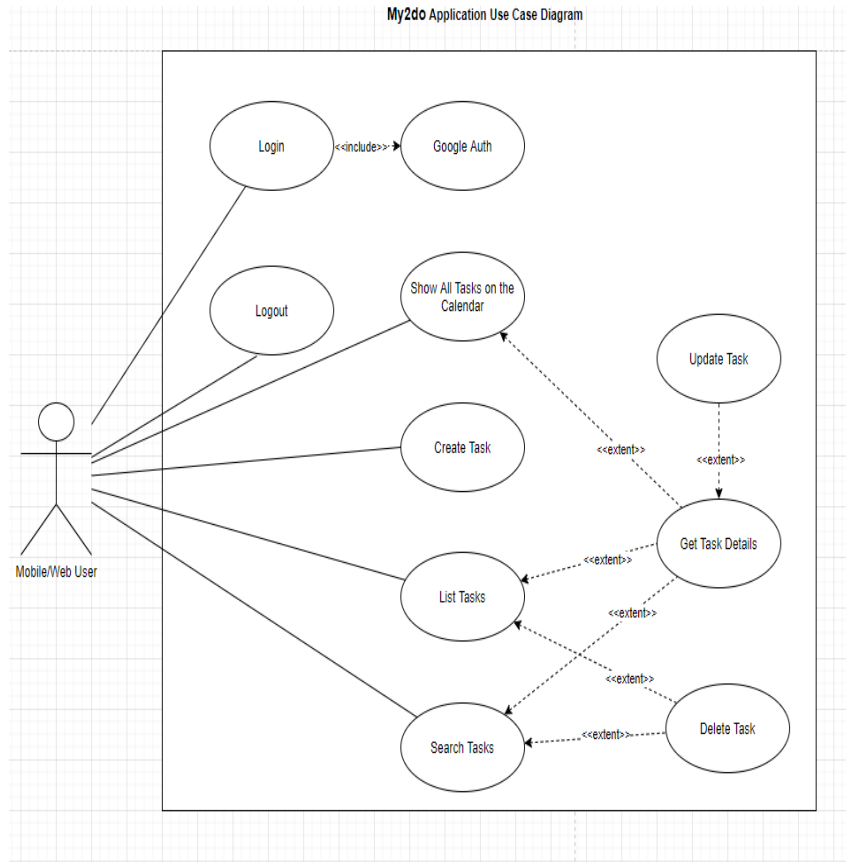 My2do Application Use Case Diagram
Login
<<include>>
Google Auth
Show All Tasks on the
Calendar
Logout
Update Task
Create Task
<<extent>>
<<extent>>
Get Task Details
<<extent>>
Mobile/Web User
List Tasks
<<extent>>
<<extent>>
Delete Task
<<extent>>
Search Tasks